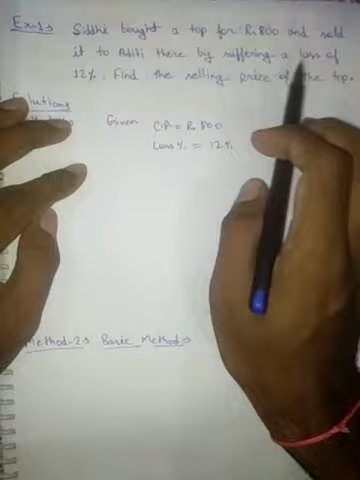 Ex-1→ Siddhi bought a top for Rs 800 and sold
it to Aditi there by suffering a loss of
12%. Find the selling price of the top.
Solution→
Given C.P. = Rs 800
Loss % = 12%
Method-2→ Basic Method→